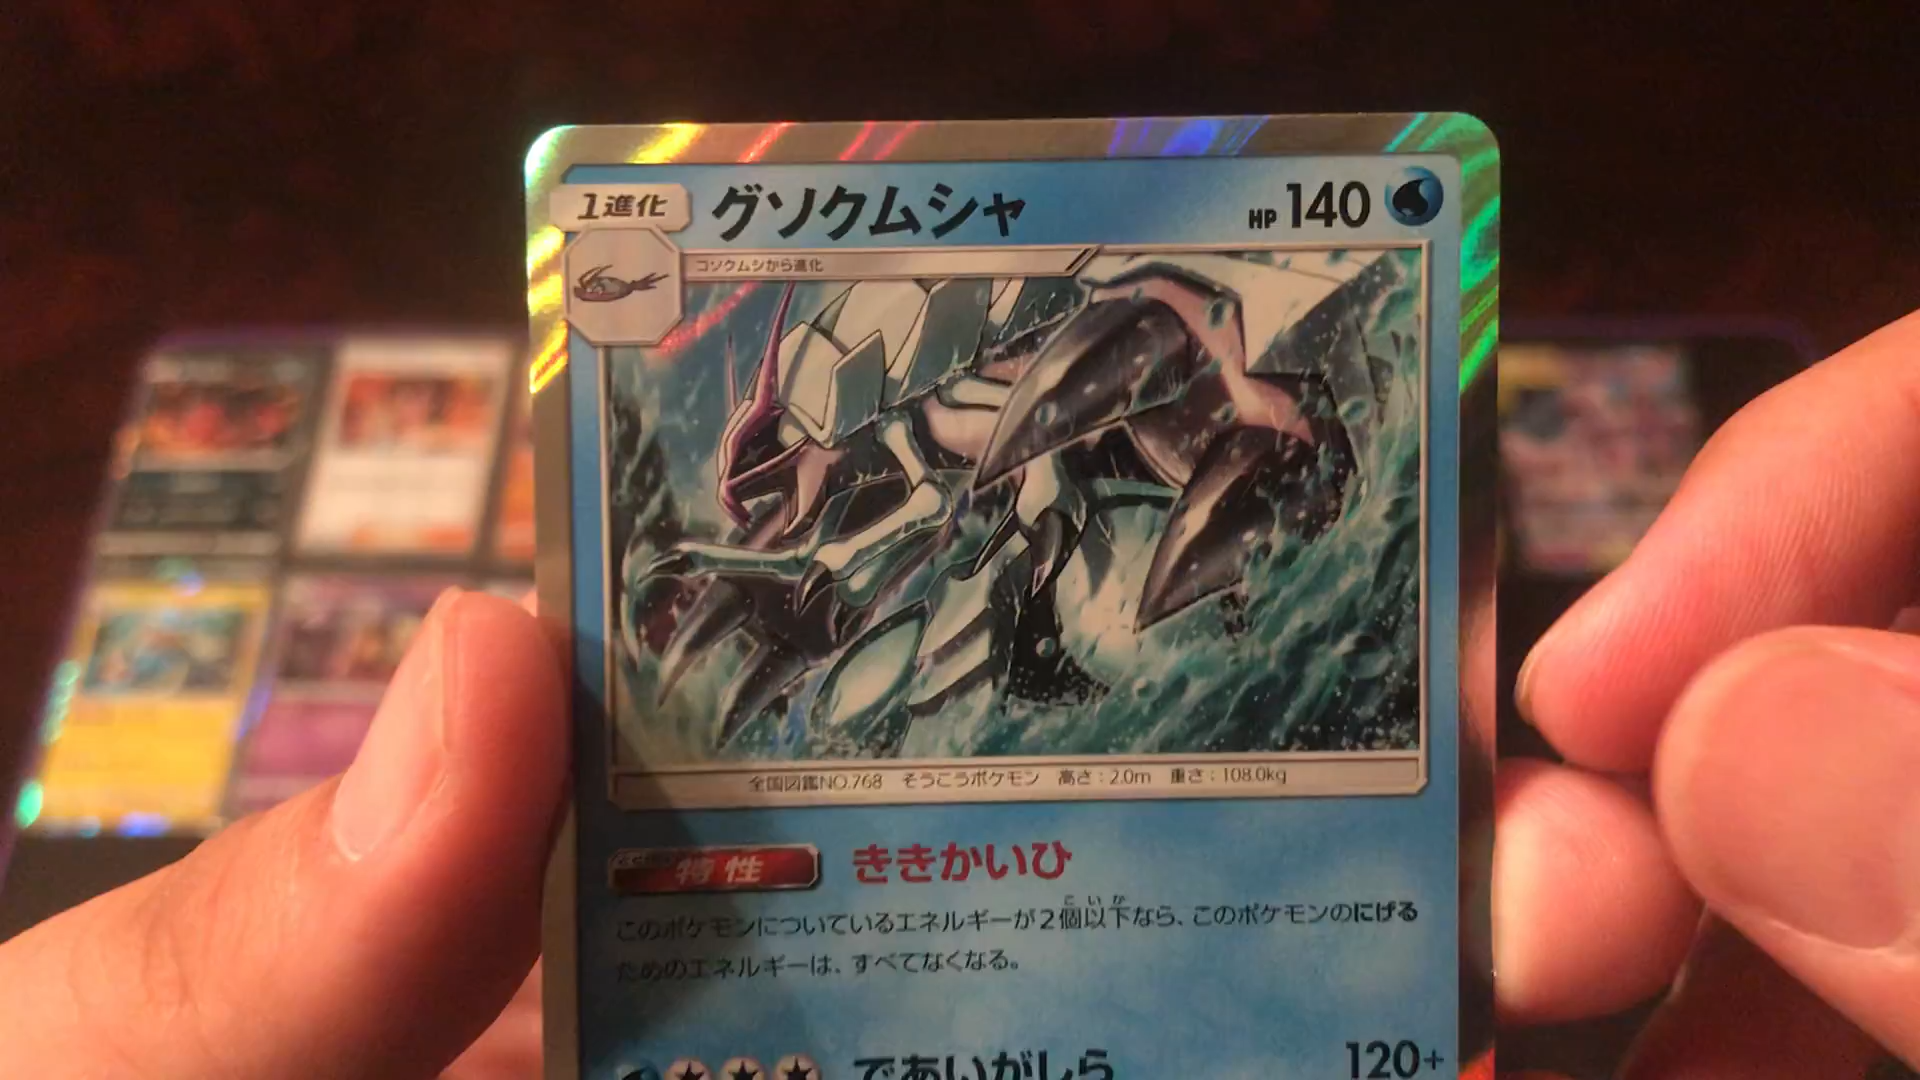 1進化 グソクムシャ HP 140
コソクムシから進化
全国図鑑NO.768 そうこうポケモン 高さ:2.0m 重さ:108.0kg
特性 ききかいひ
このポケモンについているエネルギーが2個以下なら、このポケモンのにげる
ためのエネルギーは、すべてなくなる。
であいがしら 120+